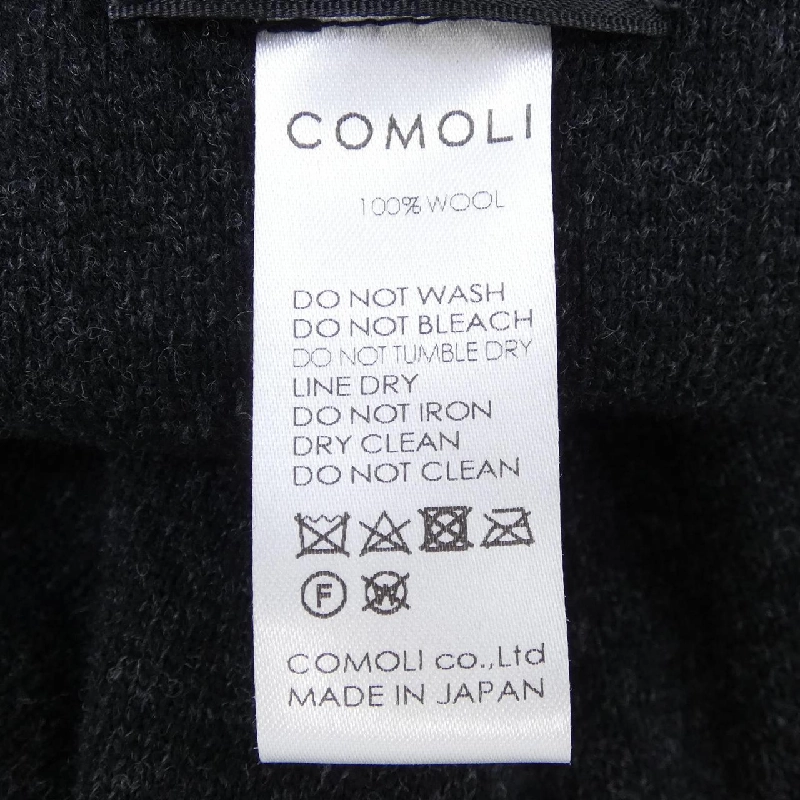 COMOLI
100% WOOL
DO NOT WASH
DO NOT BLEACH
DO NOT TUMBLE DRY
LINE DRY
DO NOT IRON
DRY CLEAN
DO NOT CLEAN
F W
COMOLI co.,Ltd
MADE IN JAPAN